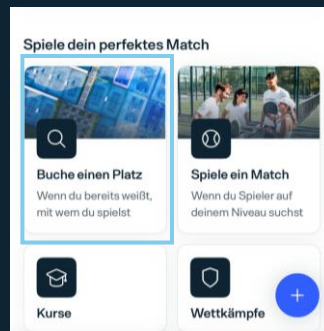 Spiele dein perfektes Match
Buche einen Platz
Wenn du bereits weißt,
mit wem du spielst
Spiele ein Match
Wenn du Spieler auf
deinem Niveau suchst
Kurse
Wettkämpfe